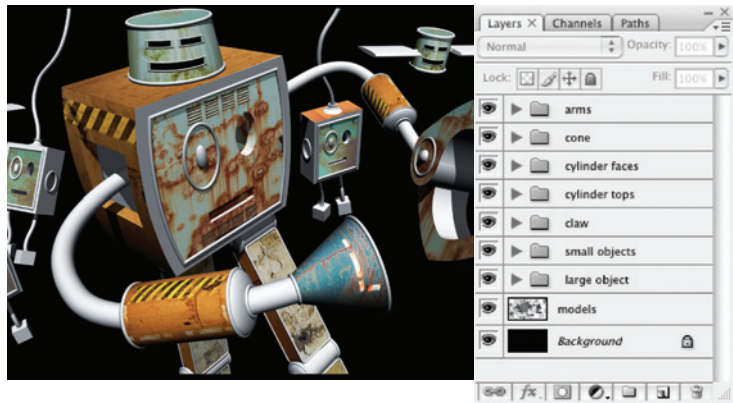 Layers × Channels Paths
Normal Opacity: 100%
Lock: Fill: 100%
arms
cone
cylinder faces
cylinder tops
claw
small objects
large object
models
Background
fx